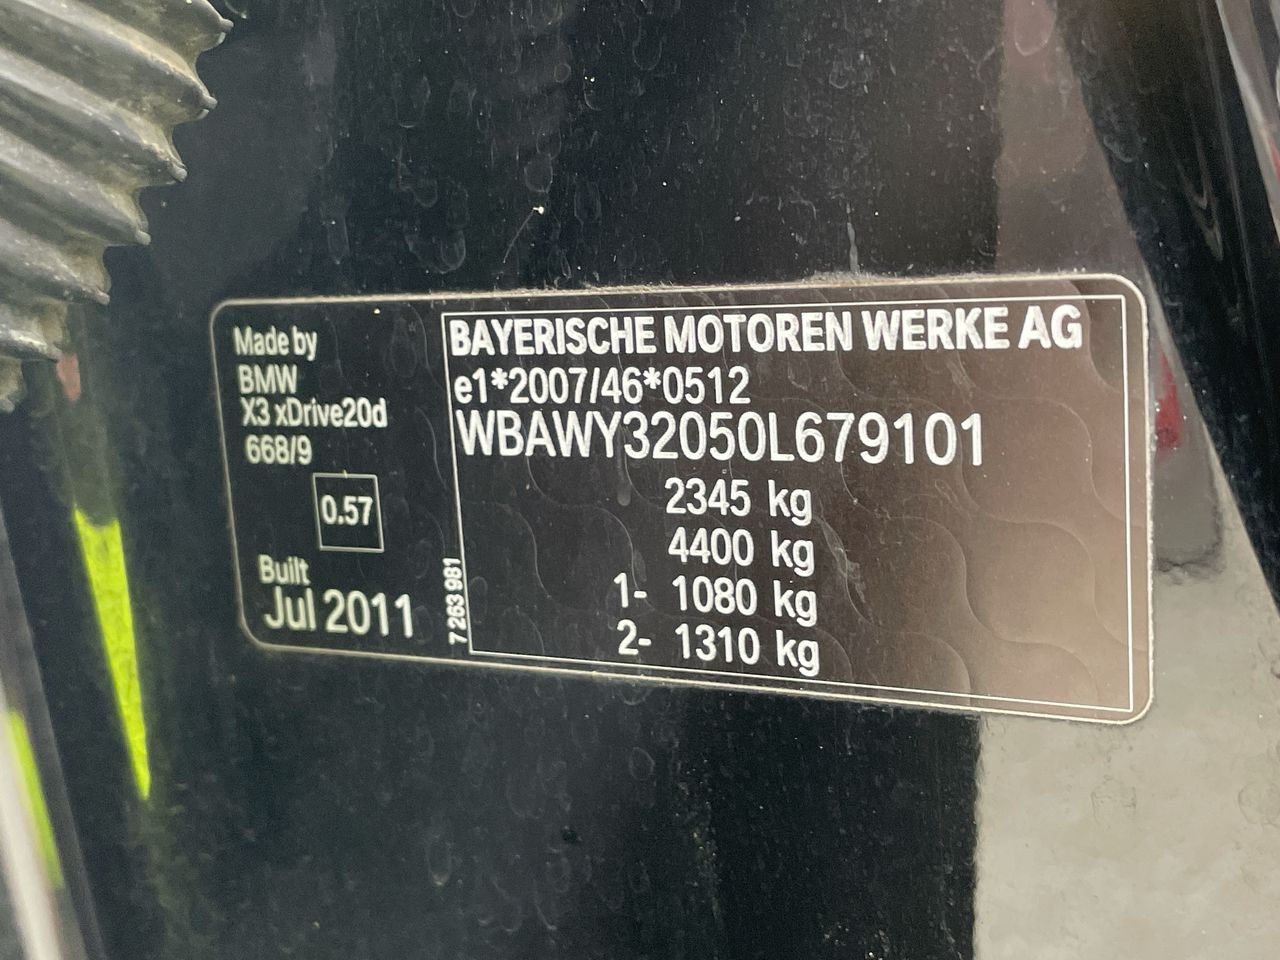 Made by
BMW
X3 xDrive20d
668/9
0.57
Built
Jul 2011
7 263 981
BAYERISCHE MOTOREN WERKE AG
e1*2007/46*0512
WBAWY32050L679101
2345 kg
4400 kg
1- 1080 kg
2- 1310 kg